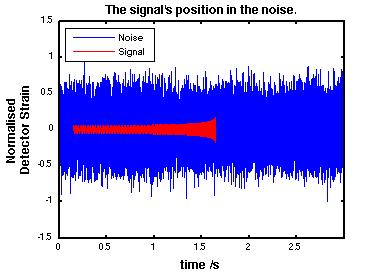 The signal's position in the noise.
1.5
Noise
Signal
1
0.5
0
-0.5
-1
-1.5
Normalised
Detector Strain
0 0.5 1 1.5 2 2.5
time /s